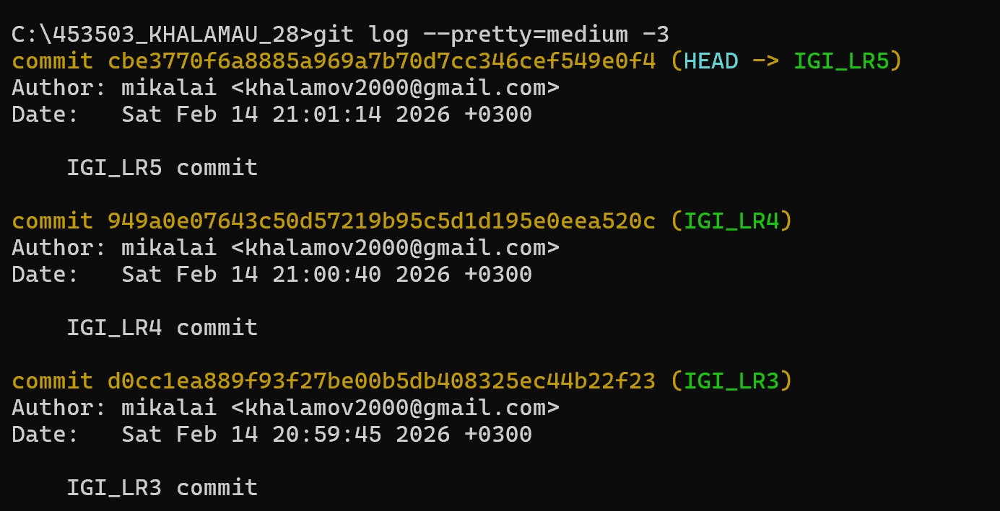 C:\453503_KHALAMAU_28>git log --pretty=medium -3
commit cbe3770f6a8885a969a7b70d7cc346cef549e0f4 (HEAD -> IGI_LR5)
Author: mikalai <khalamov2000@gmail.com>
Date:   Sat Feb 14 21:01:14 2026 +0300
IGI_LR5 commit
commit 949a0e07643c50d57219b95c5d1d195e0eea520c (IGI_LR4)
Author: mikalai <khalamov2000@gmail.com>
Date:   Sat Feb 14 21:00:40 2026 +0300
IGI_LR4 commit
commit d0cc1ea889f93f27be00b5db408325ec44b22f23 (IGI_LR3)
Author: mikalai <khalamov2000@gmail.com>
Date:   Sat Feb 14 20:59:45 2026 +0300
IGI_LR3 commit